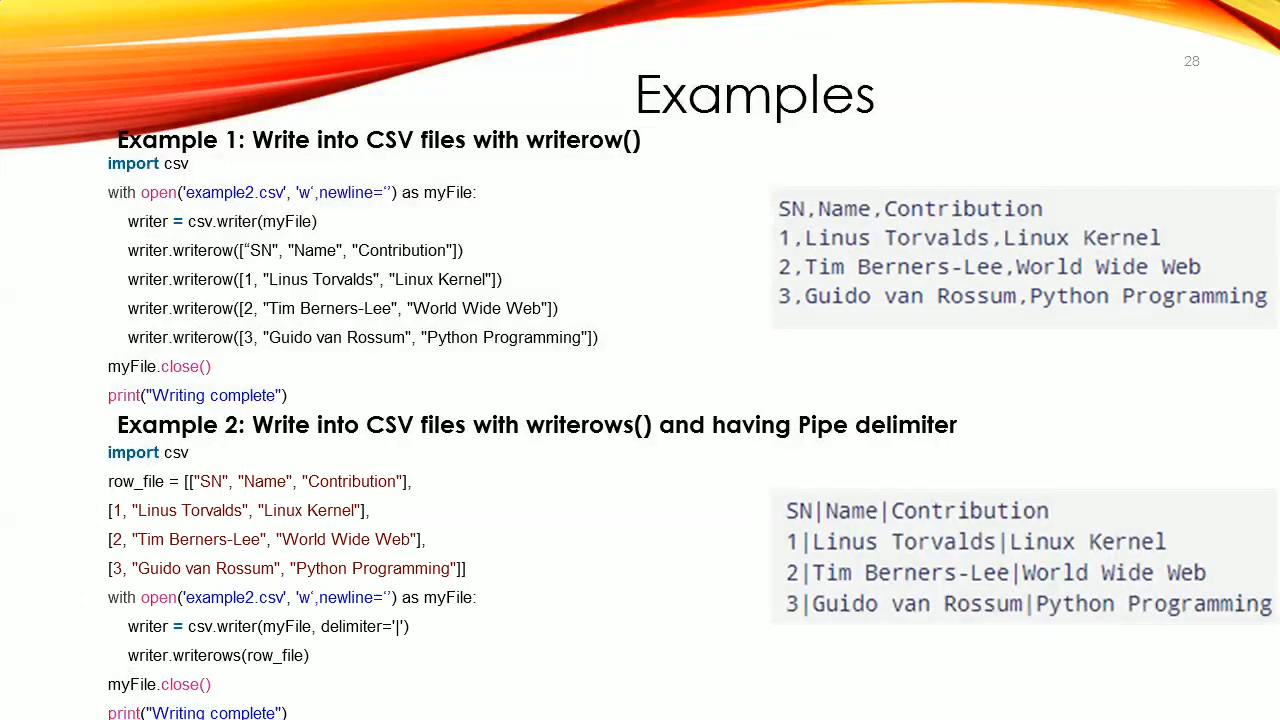 28
Examples
Example 1: Write into CSV files with writerow()
import csv
with open('example2.csv', 'w‘,newline=‘’) as myFile:
writer = csv.writer(myFile)
writer.writerow([“SN", "Name", "Contribution"])
writer.writerow([1, "Linus Torvalds", "Linux Kernel"])
writer.writerow([2, "Tim Berners-Lee", "World Wide Web"])
writer.writerow([3, "Guido van Rossum", "Python Programming"])
myFile.close()
print("Writing complete")
SN,Name,Contribution
1,Linus Torvalds,Linux Kernel
2,Tim Berners-Lee,World Wide Web
3,Guido van Rossum,Python Programming
Example 2: Write into CSV files with writerows() and having Pipe delimiter
import csv
row_file = [["SN", "Name", "Contribution"],
[1, "Linus Torvalds", "Linux Kernel"],
[2, "Tim Berners-Lee", "World Wide Web"],
[3, "Guido van Rossum", "Python Programming"]]
with open('example2.csv', 'w‘,newline=‘’) as myFile:
writer = csv.writer(myFile, delimiter='|')
writer.writerows(row_file)
myFile.close()
print("Writing complete")
SN|Name|Contribution
1|Linus Torvalds|Linux Kernel
2|Tim Berners-Lee|World Wide Web
3|Guido van Rossum|Python Programming